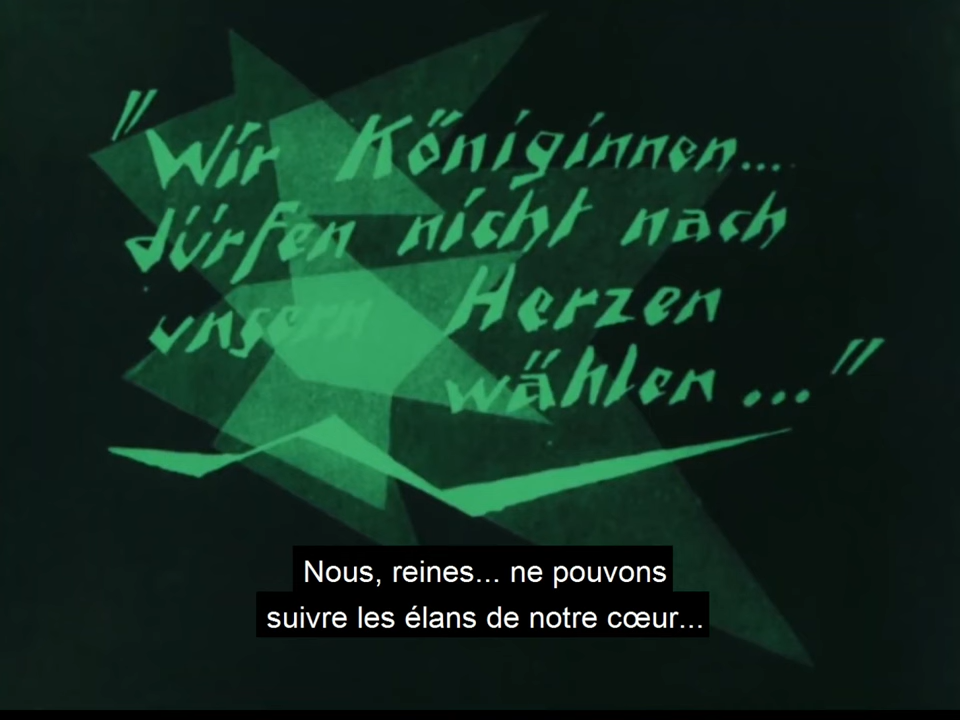 "Wir Königinnen...
dürfen nicht nach
unsern Herzen
wählen..."
Nous, reines... ne pouvons
suivre les élans de notre cœur...